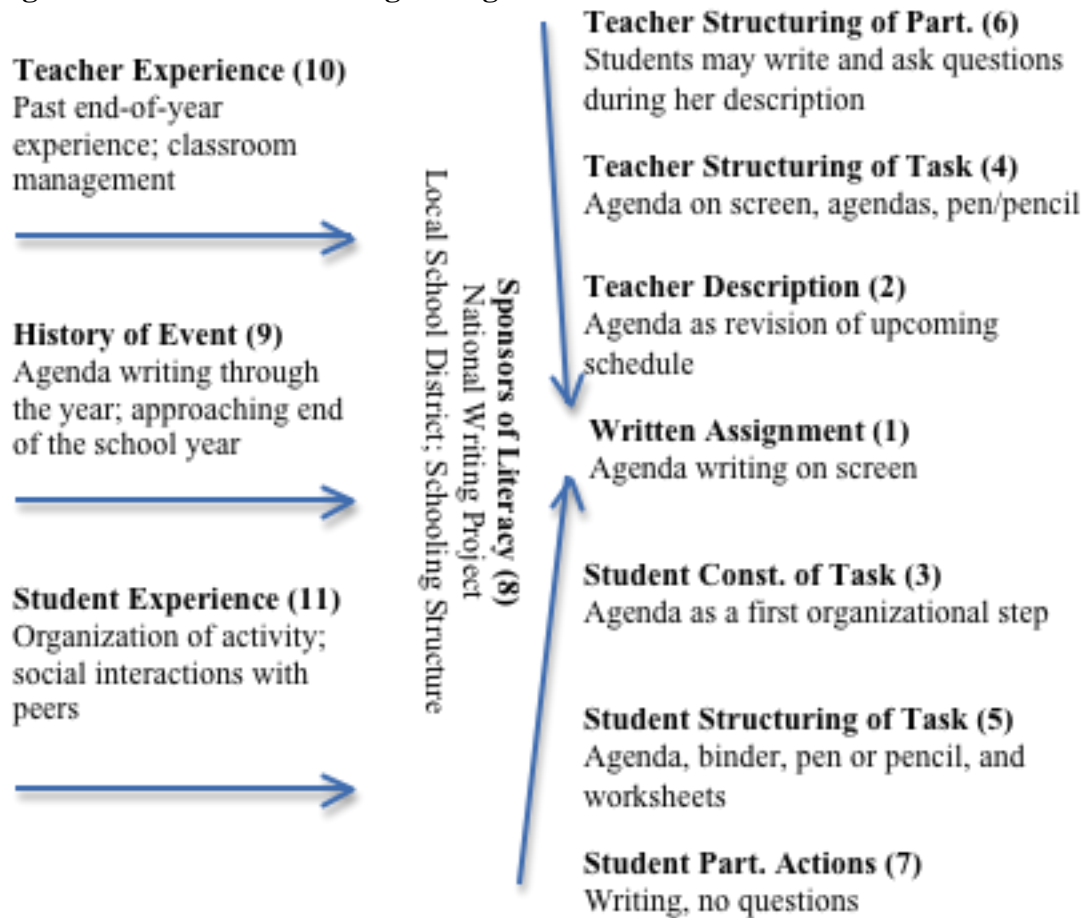 Teacher Experience (10)
Past end-of-year
experience; classroom
management
History of Event (9)
Agenda writing through
the year; approaching end
of the school year
Student Experience (11)
Organization of activity;
social interactions with
peers
Sponsors of Literacy (8)
National Writing Project
Local School District; Schooling Structure
Teacher Structuring of Part. (6)
Students may write and ask questions
during her description
Teacher Structuring of Task (4)
Agenda on screen, agendas, pen/pencil
Teacher Description (2)
Agenda as revision of upcoming
schedule
Written Assignment (1)
Agenda writing on screen
Student Const. of Task (3)
Agenda as a first organizational step
Student Structuring of Task (5)
Agenda, binder, pen or pencil, and
worksheets
Student Part. Actions (7)
Writing, no questions